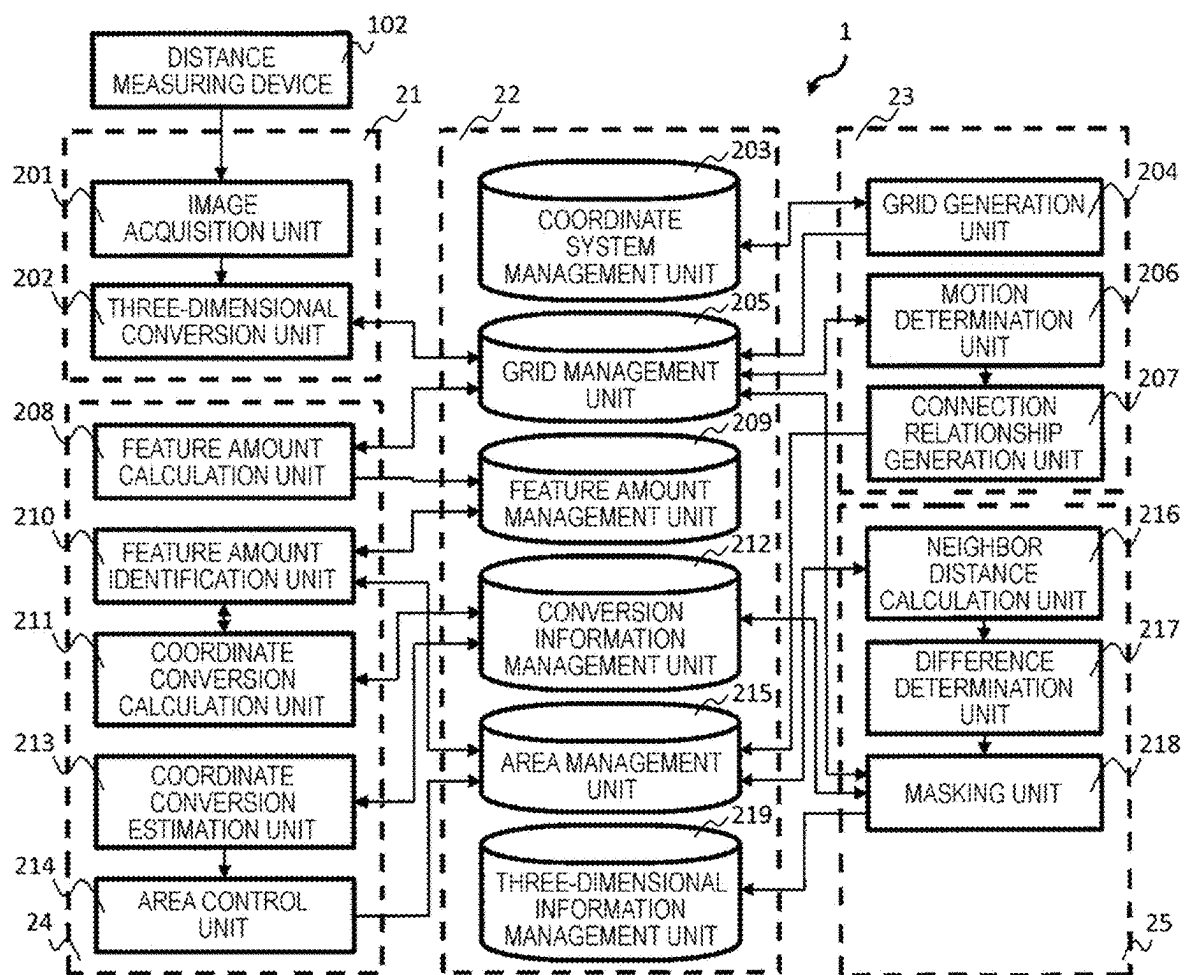 102
DISTANCE
MEASURING DEVICE
1
21
22
23
201
IMAGE
ACQUISITION UNIT
202
THREE-DIMENSIONAL
CONVERSION UNIT
203
COORDINATE
SYSTEM
MANAGEMENT UNIT
204
GRID GENERATION
UNIT
205
GRID MANAGEMENT
UNIT
206
MOTION
DETERMINATION
UNIT
207
CONNECTION
RELATIONSHIP
GENERATION UNIT
208
FEATURE AMOUNT
CALCULATION UNIT
209
FEATURE AMOUNT
MANAGEMENT UNIT
210
FEATURE AMOUNT
IDENTIFICATION UNIT
211
COORDINATE
CONVERSION
CALCULATION UNIT
212
CONVERSION
INFORMATION
MANAGEMENT UNIT
213
COORDINATE
CONVERSION
ESTIMATION UNIT
214
AREA CONTROL
UNIT
24
215
AREA MANAGEMENT
UNIT
219
THREE-DIMENSIONAL
INFORMATION
MANAGEMENT UNIT
216
NEIGHBOR
DISTANCE
CALCULATION UNIT
217
DIFFERENCE
DETERMINATION
UNIT
218
MASKING UNIT
25